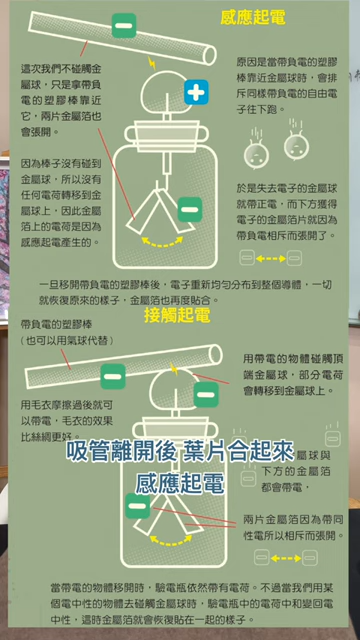 感應起電
這次我們不碰觸金
屬球，只是拿帶負
電的塑膠棒靠近
它，兩片金屬箔也
會張開。
因為棒子沒有碰到
金屬球，所以沒有
任何電荷轉移到金
屬球上，因此金屬
箔上的電荷是因為
感應起電產生的。
原因是當帶負電的塑膠
棒靠近金屬球時，會排
斥同樣帶負電的自由電
子往下跑。
於是失去電子的金屬球
就帶正電，而下方獲得
電子的金屬片就因為
帶負電相斥而張開了。
一旦移開帶負電的塑膠棒後，電子重新均勻分布到整個導體，一切
就恢復原來的樣子，金屬箔也再度貼合。
接觸起電
帶負電的塑膠棒
（也可以用氣球代替）
用毛衣摩擦過後就可
以帶電，毛衣的效果
比絲綢更好。
用帶電的物體碰觸頂
端金屬球，部分電荷
會轉移到金屬球上。
屬球與
下方的金屬箔
都會帶電，
兩片金屬箔因為帶同
性電所以相斥而張開。
吸管離開後 葉片合起來
感應起電
當帶電的物體移開時，驗電瓶依然帶有電荷。不過當我們用某
個電中性的物體去碰觸金屬球時，驗電瓶中的電荷中和變回電
中性，這時金屬箔就會恢復貼在一起的樣子。